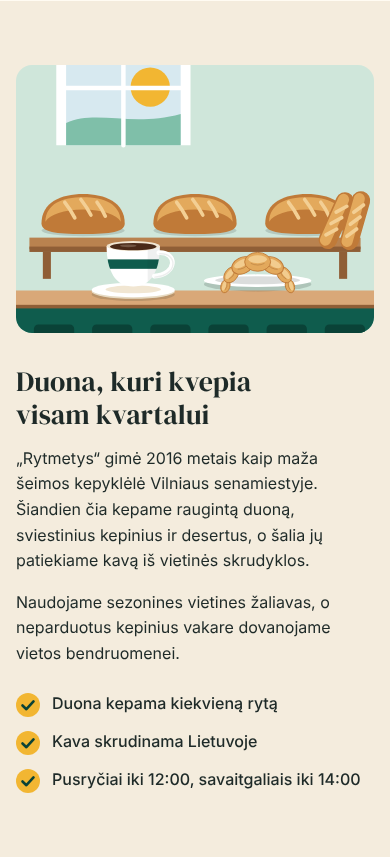 Duona, kuri kvepia
visam kvartalui
„Rytmetys“ gimė 2016 metais kaip maža
šeimos kepyklėlė Vilniaus senamiestyje.
Šiandien čia kepame raugintą duoną,
sviestinius kepinius ir desertus, o šalia jų
patiekiame kavą iš vietinės skrudyklos.
Naudojame sezonines vietines žaliavas, o
neparduotus kepinius vakare dovanojame
vietos bendruomenei.
Duona kepama kiekvieną rytą
Kava skrudinama Lietuvoje
Pusryčiai iki 12:00, savaitgaliais iki 14:00